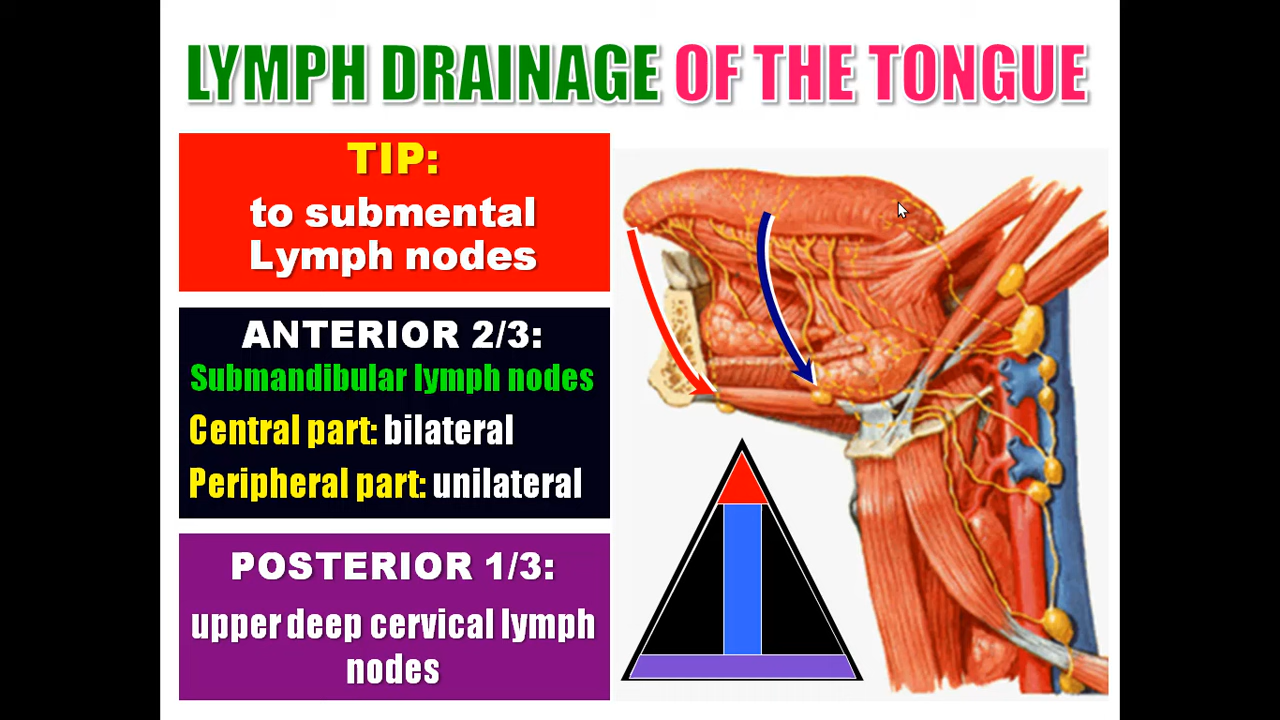 LYMPH DRAINAGE OF THE TONGUE
TIP:
to submental
Lymph nodes
ANTERIOR 2/3:
Submandibular lymph nodes
Central part: bilateral
Peripheral part: unilateral
POSTERIOR 1/3:
upper deep cervical lymph
nodes